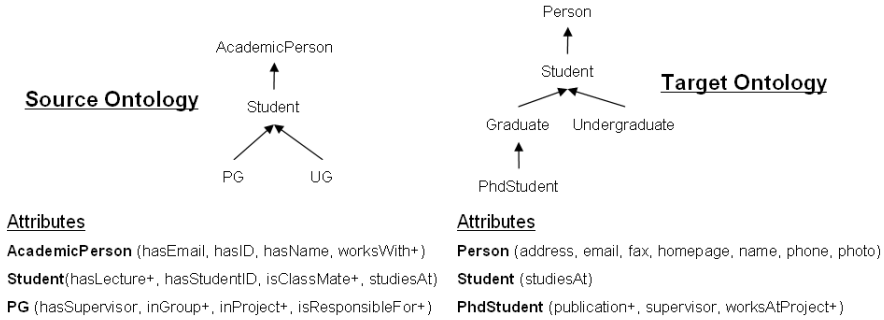 Source Ontology
AcademicPerson
Student
PG UG
Target Ontology
Person
Student
Graduate Undergraduate
PhdStudent
Attributes
AcademicPerson (hasEmail, hasID, hasName, worksWith+)
Student(hasLecture+, hasStudentID, isClassMate+, studiesAt)
PG (hasSupervisor, inGroup+, inProject+, isResponsibleFor+)
Attributes
Person (address, email, fax, homepage, name, phone, photo)
Student (studiesAt)
PhdStudent (publication+, supervisor, worksAtProject+)